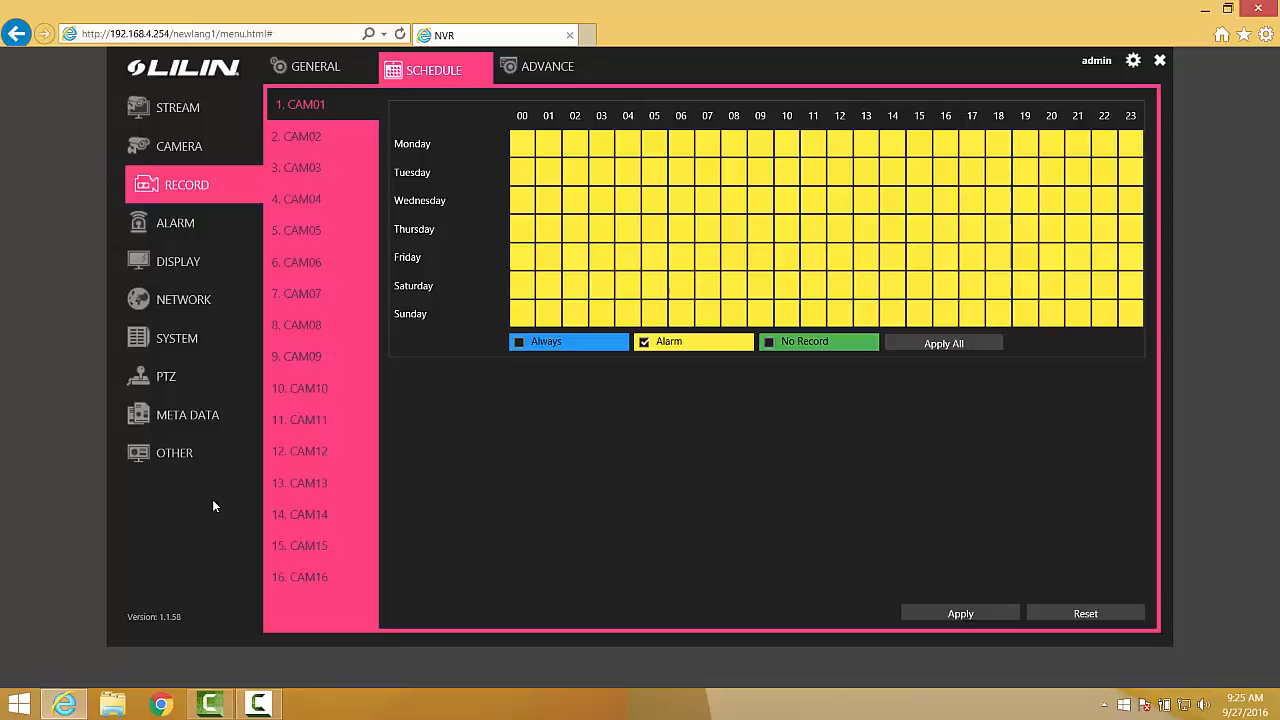 http://192.168.4.254/newlang1/menu.html#
NVR
LILIN
GENERAL
SCHEDULE
ADVANCE
admin
STREAM
CAMERA
RECORD
ALARM
DISPLAY
NETWORK
SYSTEM
PTZ
META DATA
OTHER
Version: 1.1.58
1. CAM01
2. CAM02
3. CAM03
4. CAM04
5. CAM05
6. CAM06
7. CAM07
8. CAM08
9. CAM09
10. CAM10
11. CAM11
12. CAM12
13. CAM13
14. CAM14
15. CAM15
16. CAM16
00 01 02 03 04 05 06 07 08 09 10 11 12 13 14 15 16 17 18 19 20 21 22 23
Monday
Tuesday
Wednesday
Thursday
Friday
Saturday
Sunday
Always Alarm No Record Apply All
Apply Reset
9:25 AM
9/27/2016